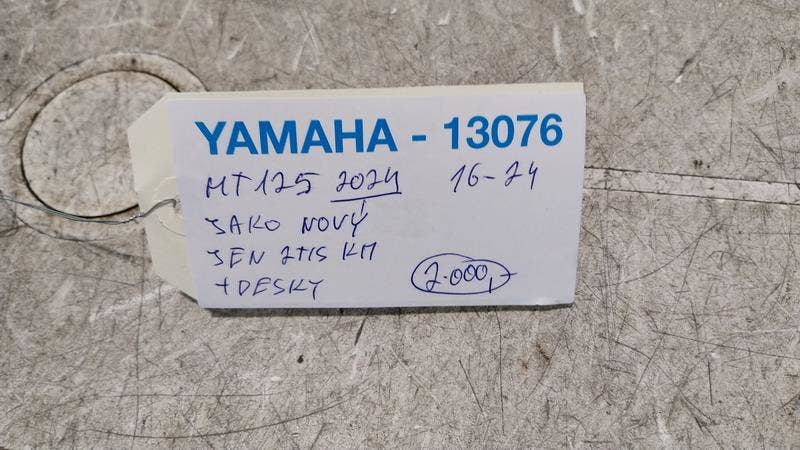 YAMAHA - 13076
MT125 2024 16-24
JAKO NOVÝ
JEN 2TIS KM
+DESKY 2.000,-